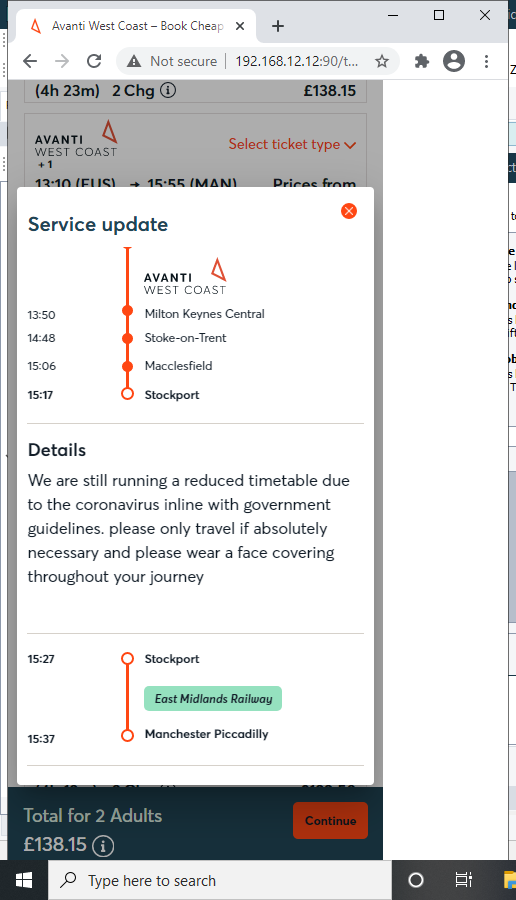 Avanti West Coast – Book Cheap
Not secure 192.168.12.12:90/t...
(4h 23m) 2 Chg £138.15
AVANTI
WEST COAST
Select ticket type
+ 1
13:10 (EUS) → 15:55 (MAN) Prices from
Service update
AVANTI
WEST COAST
13:50 Milton Keynes Central
14:48 Stoke-on-Trent
15:06 Macclesfield
15:17 Stockport
Details
We are still running a reduced timetable due
to the coronavirus inline with government
guidelines. please only travel if absolutely
necessary and please wear a face covering
throughout your journey
15:27 Stockport
East Midlands Railway
15:37 Manchester Piccadilly
Total for 2 Adults
£138.15
Continue
Type here to search